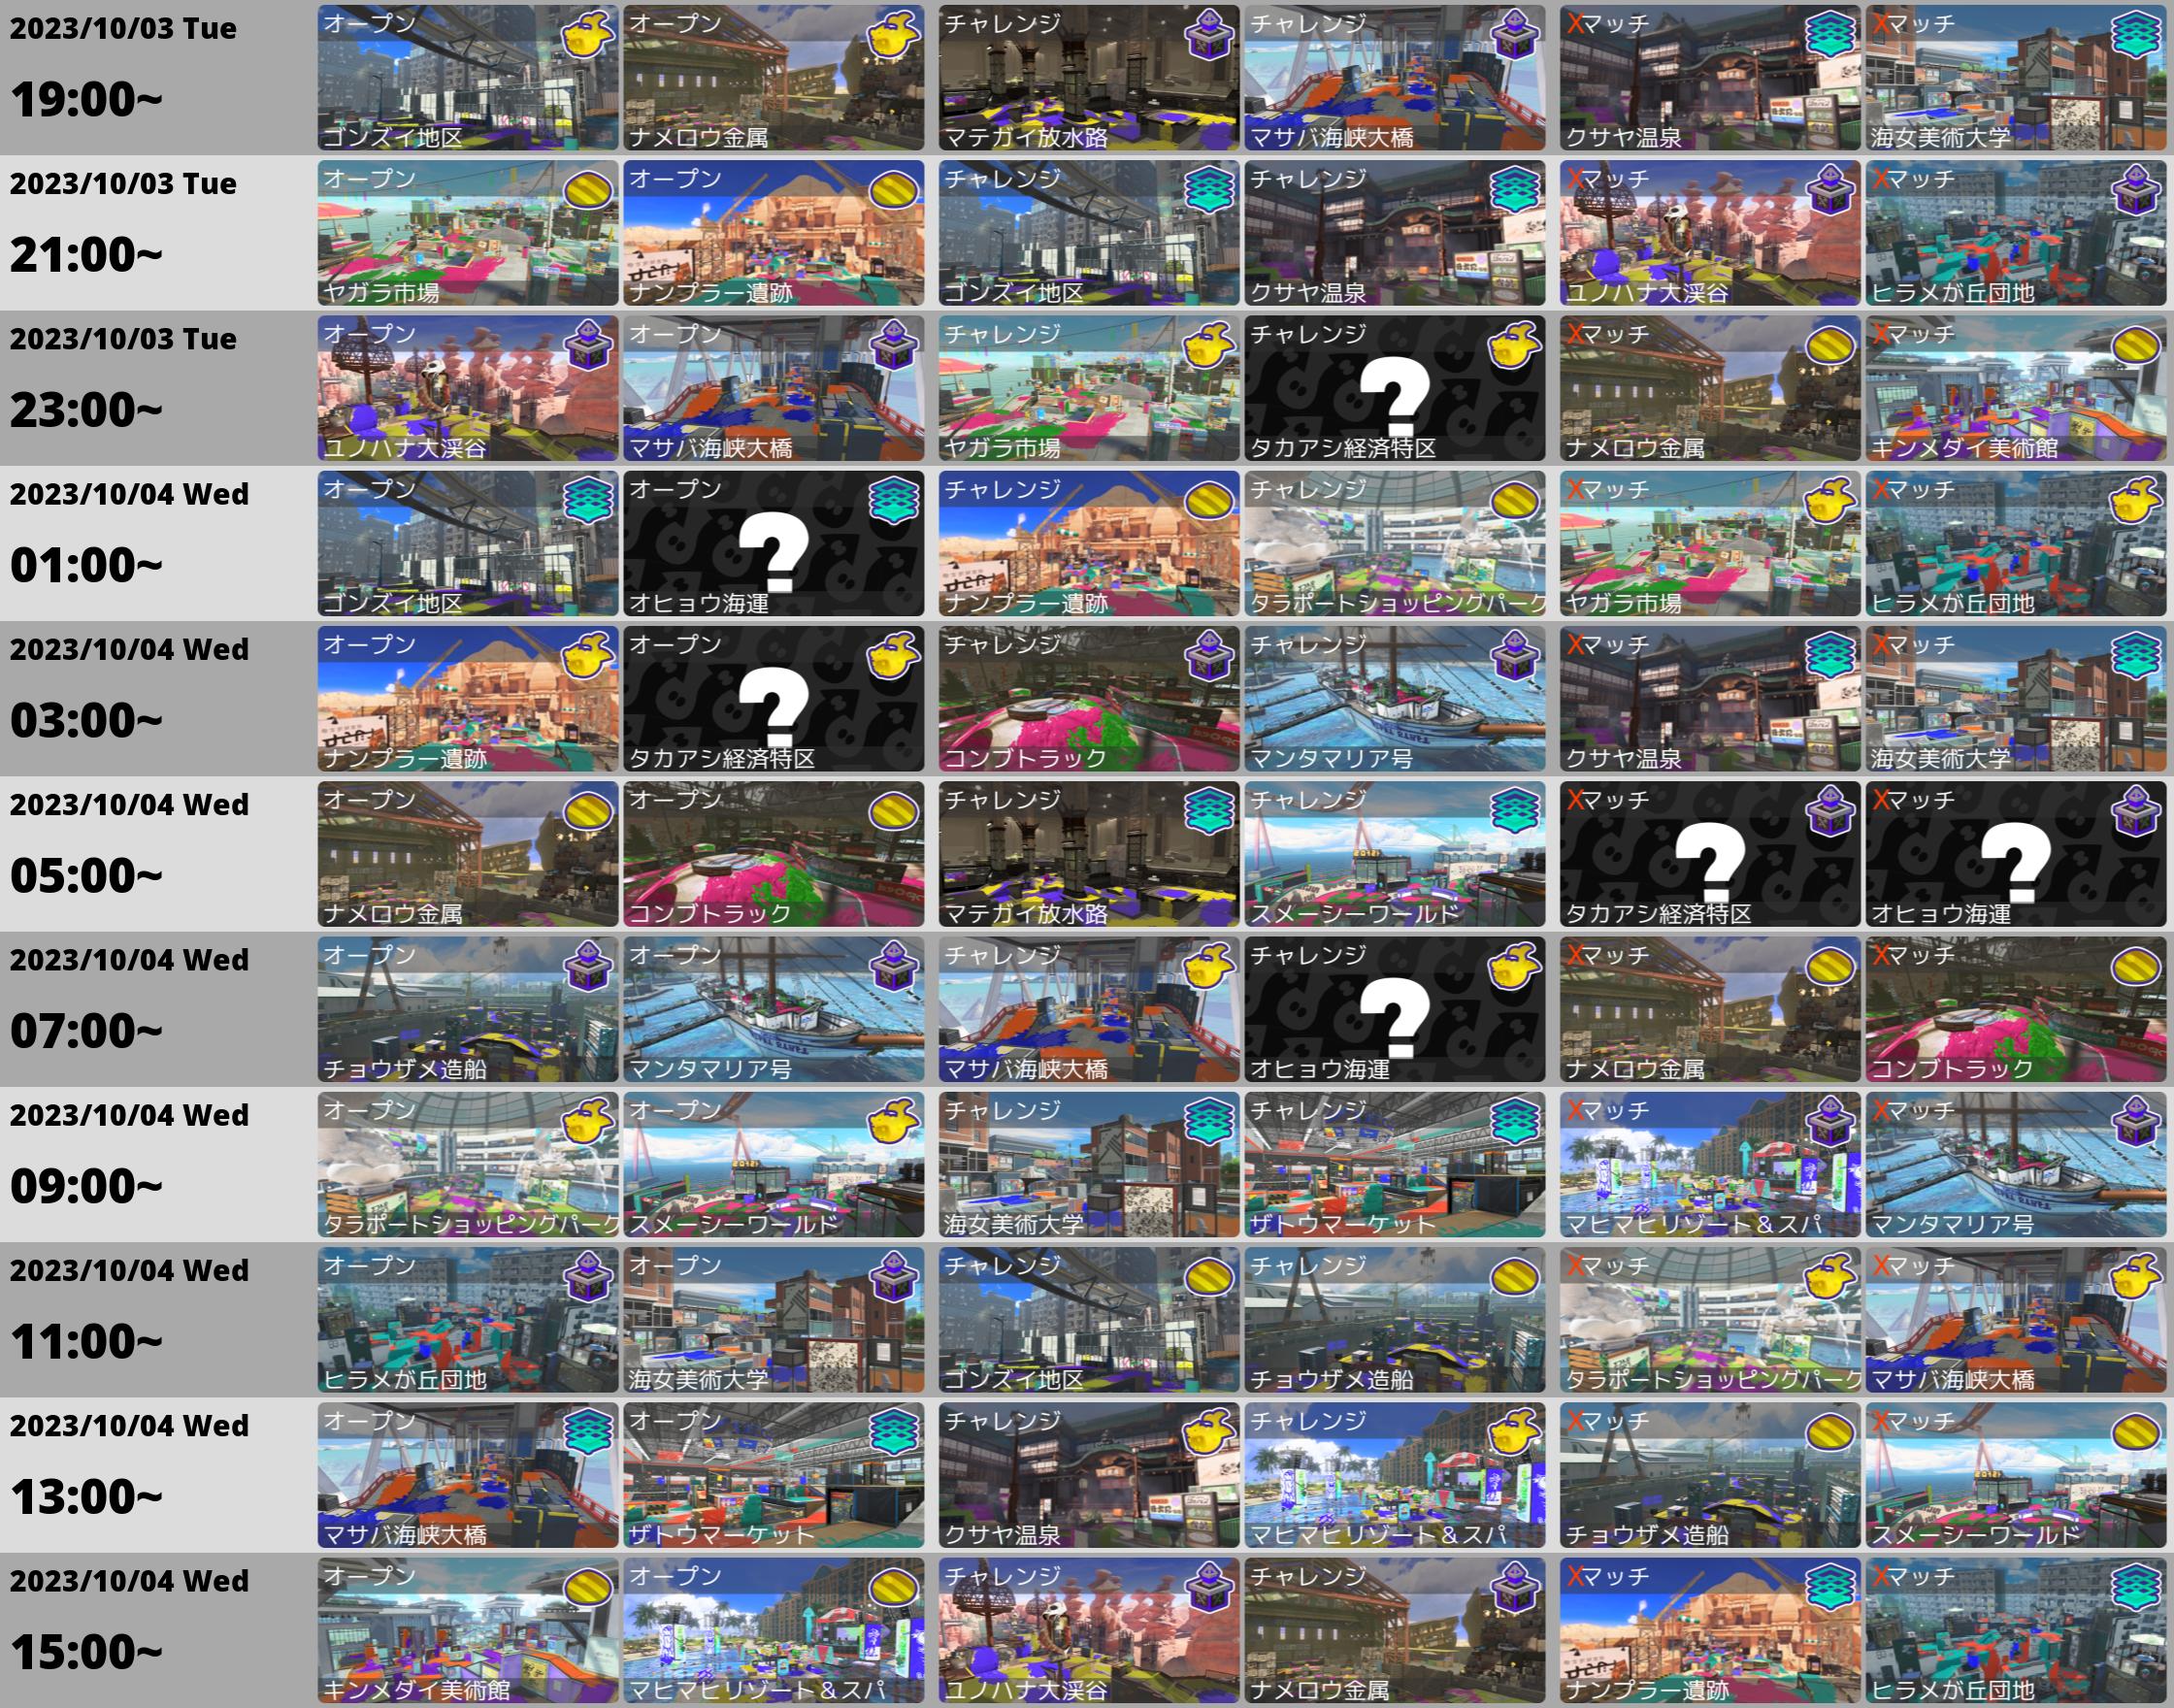 2023/10/03 Tue
19:00~
オープン オープン チャレンジ チャレンジ Xマッチ Xマッチ
ゴンズイ地区 ナメロウ金属 マテガイ放水路 マサバ海峡大橋 クサヤ温泉 海女美術大学
2023/10/03 Tue
21:00~
オープン オープン チャレンジ チャレンジ Xマッチ Xマッチ
ヤガラ市場 ナンプラー遺跡 ゴンズイ地区 クサヤ温泉 ユノハナ大渓谷 ヒラメが丘団地
2023/10/03 Tue
23:00~
オープン オープン チャレンジ チャレンジ Xマッチ Xマッチ
?
ユノハナ大渓谷 マサバ海峡大橋 ヤガラ市場 タカアシ経済特区 ナメロウ金属 キンメダイ美術館
2023/10/04 Wed
01:00~
オープン オープン チャレンジ チャレンジ Xマッチ Xマッチ
?
ゴンズイ地区 オヒョウ海運 ナンプラー遺跡 タラポートショッピングパーク ヤガラ市場 ヒラメが丘団地
2023/10/04 Wed
03:00~
オープン オープン チャレンジ チャレンジ Xマッチ Xマッチ
?
ナンプラー遺跡 タカアシ経済特区 コンブトラック マンタマリア号 クサヤ温泉 海女美術大学
2023/10/04 Wed
05:00~
オープン オープン チャレンジ チャレンジ Xマッチ Xマッチ
? ?
ナメロウ金属 コンブトラック マテガイ放水路 スメーシーワールド タカアシ経済特区 オヒョウ海運
2023/10/04 Wed
07:00~
オープン オープン チャレンジ チャレンジ Xマッチ Xマッチ
?
チョウザメ造船 マンタマリア号 マサバ海峡大橋 オヒョウ海運 ナメロウ金属 コンブトラック
2023/10/04 Wed
09:00~
オープン オープン チャレンジ チャレンジ Xマッチ Xマッチ
タラポートショッピングパーク スメーシーワールド 海女美術大学 ザトウマーケット マヒマヒリゾート＆スパ マンタマリア号
2023/10/04 Wed
11:00~
オープン オープン チャレンジ チャレンジ Xマッチ Xマッチ
ヒラメが丘団地 海女美術大学 ゴンズイ地区 チョウザメ造船 タラポートショッピングパーク マサバ海峡大橋
2023/10/04 Wed
13:00~
オープン オープン チャレンジ チャレンジ Xマッチ Xマッチ
マサバ海峡大橋 ザトウマーケット クサヤ温泉 マヒマヒリゾート＆スパ チョウザメ造船 スメーシーワールド
2023/10/04 Wed
15:00~
オープン オープン チャレンジ チャレンジ Xマッチ Xマッチ
キンメダイ美術館 マヒマヒリゾート＆スパ ユノハナ大渓谷 ナメロウ金属 ナンプラー遺跡 ヒラメが丘団地